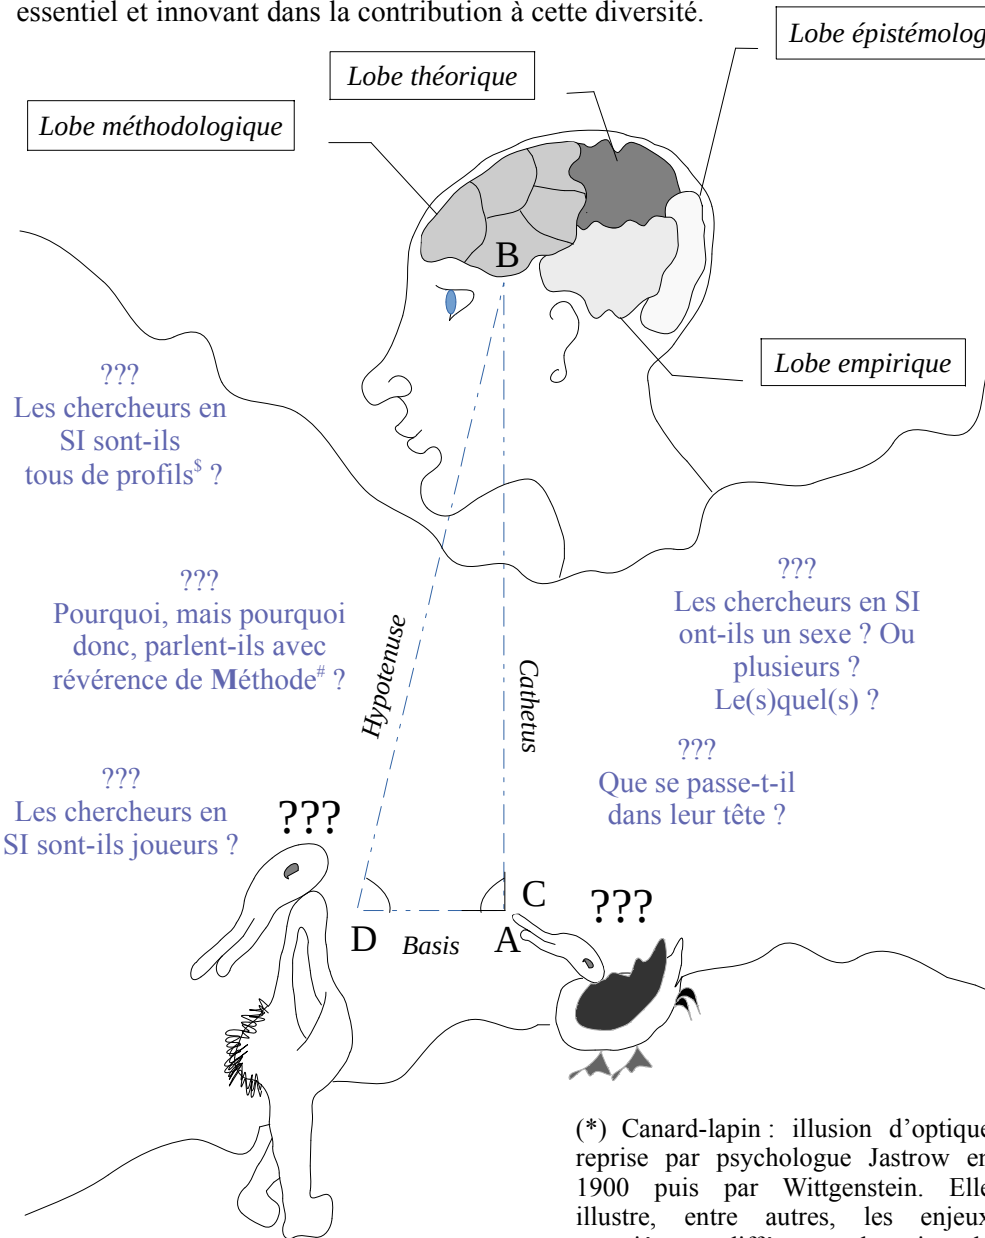 essentiel et innovant dans la contribution à cette diversité.
Lobe épistémolog
Lobe théorique
Lobe méthodologique
B
Lobe empirique
???
Les chercheurs en
SI sont-ils
tous de profils$ ?
???
Pourquoi, mais pourquoi
donc, parlent-ils avec
révérence de Méthode# ?
???
Les chercheurs en SI
ont-ils un sexe ? Ou
plusieurs ?
Le(s)quel(s) ?
Hypotenuse
Cathetus
???
Que se passe-t-il
dans leur tête ?
???
Les chercheurs en
SI sont-ils joueurs ?
???
C
???
D
Basis
A
(*) Canard-lapin : illusion d’optique
reprise par psychologue Jastrow en
1900 puis par Wittgenstein. Elle
illustre, entre autres, les enjeux